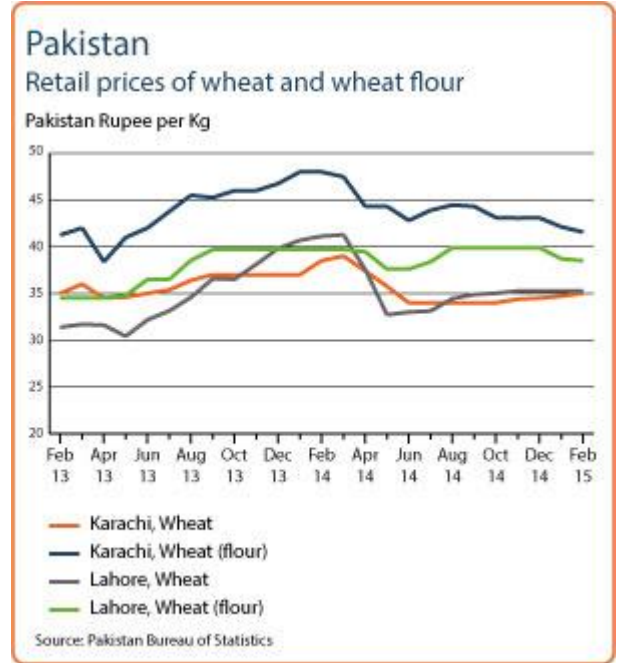 Pakistan
Retail prices of wheat and wheat flour
Pakistan Rupee per Kg
50
45
40
35
30
25
20
Feb Apr Jun Aug Oct Dec Feb Apr Jun Aug Oct Dec Feb
13 13 13 13 13 13 14 14 14 14 14 14 15
Karachi, Wheat
Karachi, Wheat (flour)
Lahore, Wheat
Lahore, Wheat (flour)
Source: Pakistan Bureau of Statistics